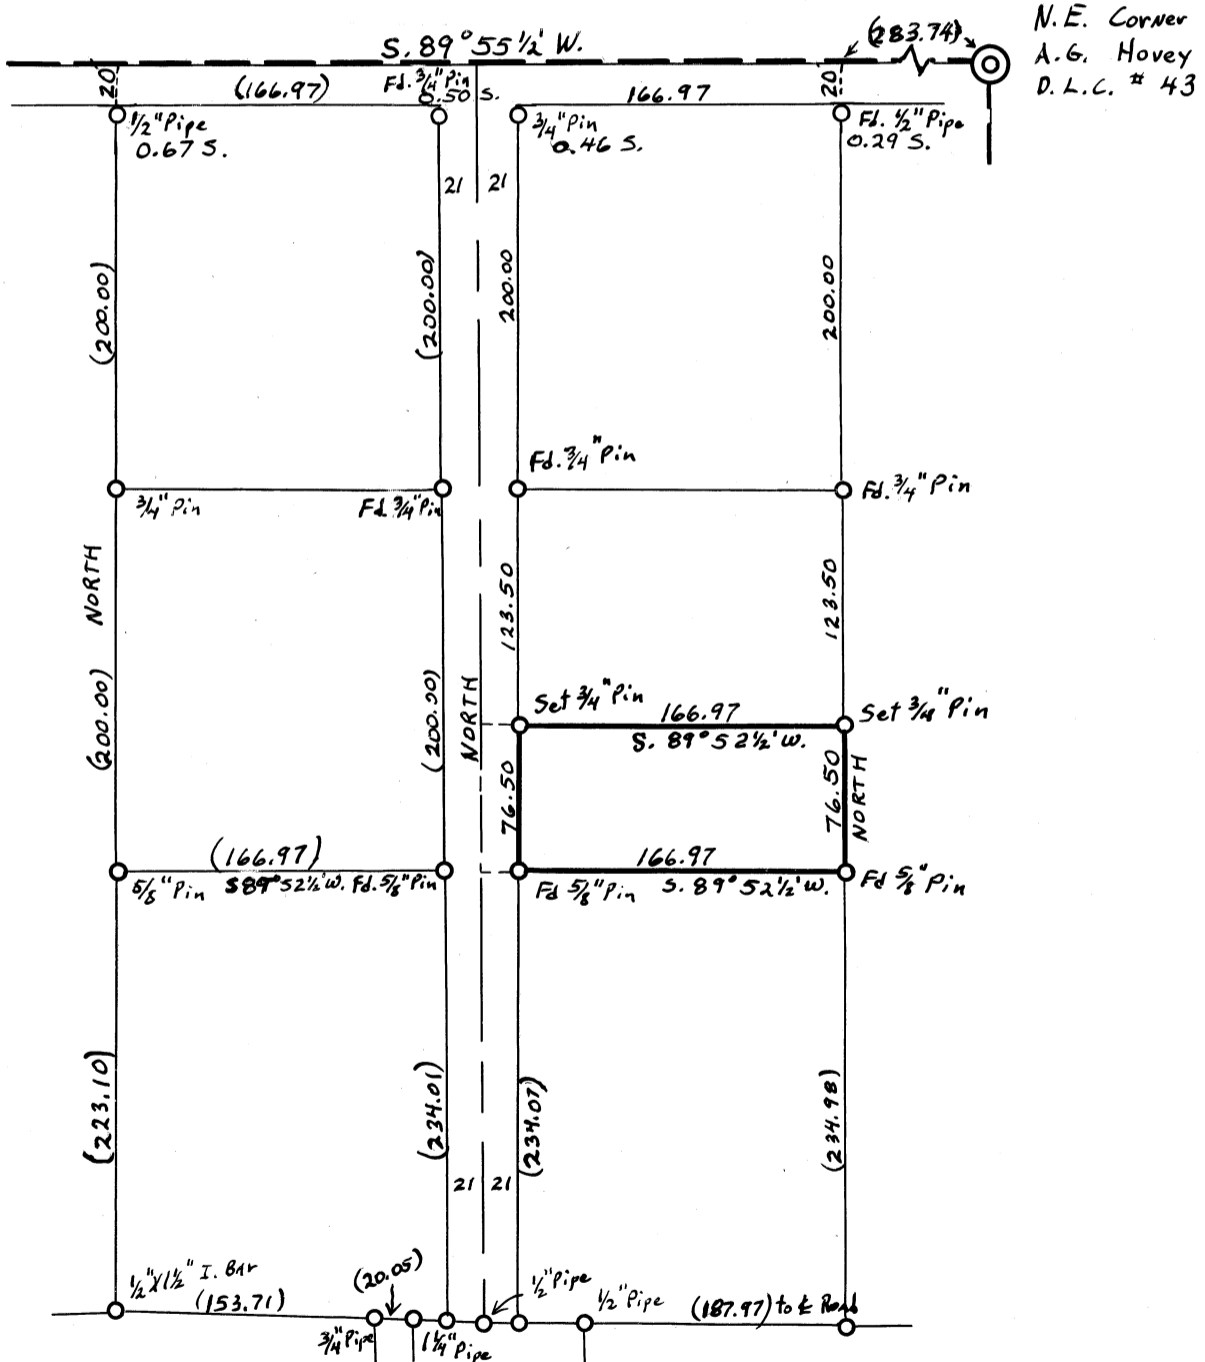 N.E. Corner
A.G. Hovey
D.L.C. # 43
(283.74)
S. 89° 55½' W.
20
(166.97)
Fd. ¾" Pin
0.50 S.
166.97
20
½" Pipe
0.67 S.
¾" Pin
0.46 S.
Fd. ½" Pipe
0.29 S.
21
21
(200.00)
(200.00)
200.00
200.00
¾" Pin
Fd. ¾" Pin
Fd. ¾" Pin
Fd. ¾" Pin
NORTH
123.50
123.50
(200.00)
(200.00)
NORTH
Set ¾" Pin
166.97
S. 89° 52½' W.
Set ¾" Pin
76.50
76.50
NORTH
(166.97)
5/8" Pin
S 89° 52½' W.
Fd. 5/8" Pin
166.97
Fd 5/8" Pin
S. 89° 52½' W.
Fd 5/8" Pin
(223.10)
(234.01)
(234.07)
(234.98)
21
21
½" X 1½" I. Bar
(153.71)
(20.05)
¾" Pipe
1¼" Pipe
½" Pipe
½" Pipe
(187.97) to ℄ Road